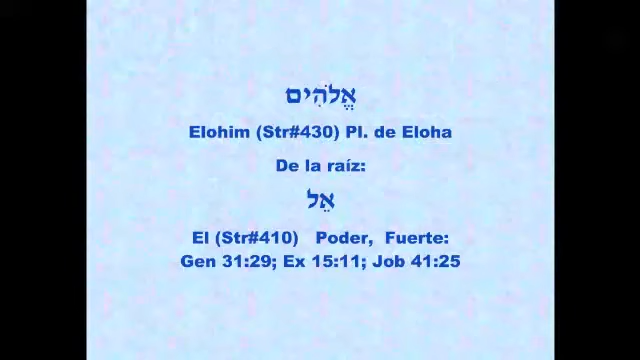 אֱלֹהִים
Elohim (Str#430) Pl. de Eloha
De la raíz:
אֵל
El (Str#410) Poder, Fuerte:
Gen 31:29; Ex 15:11; Job 41:25